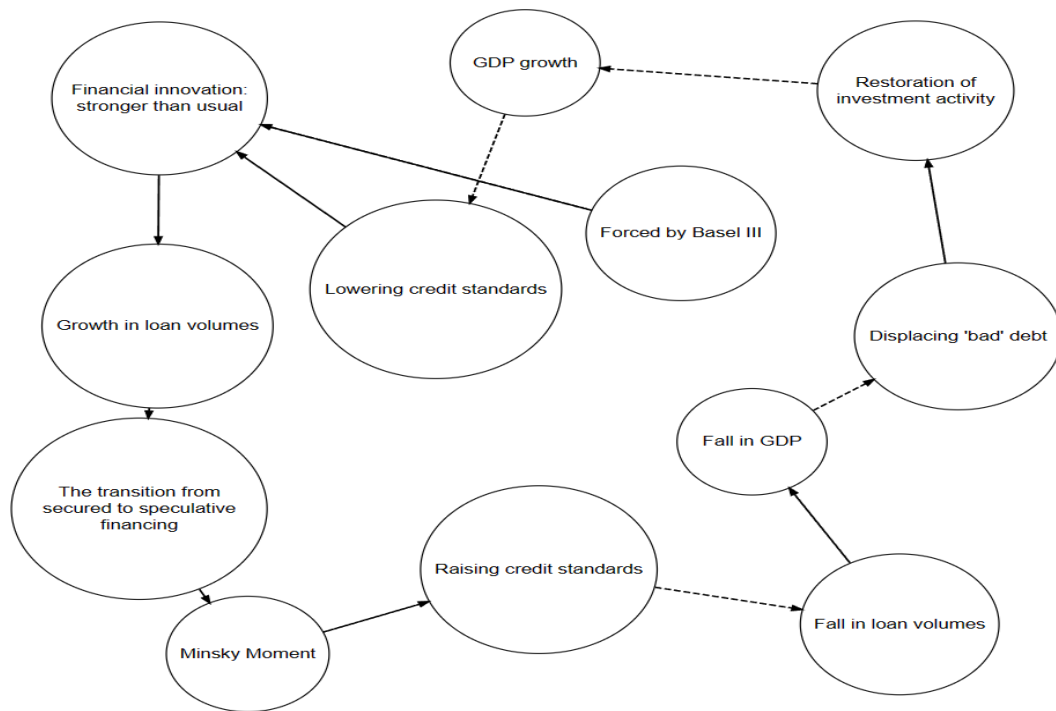 Financial innovation:
stronger than usual
GDP growth
Restoration of
investment activity
Forced by Basel III
Lowering credit standards
Growth in loan volumes
Displacing 'bad' debt
Fall in GDP
The transition from
secured to speculative
financing
Raising credit standards
Fall in loan volumes
Minsky Moment